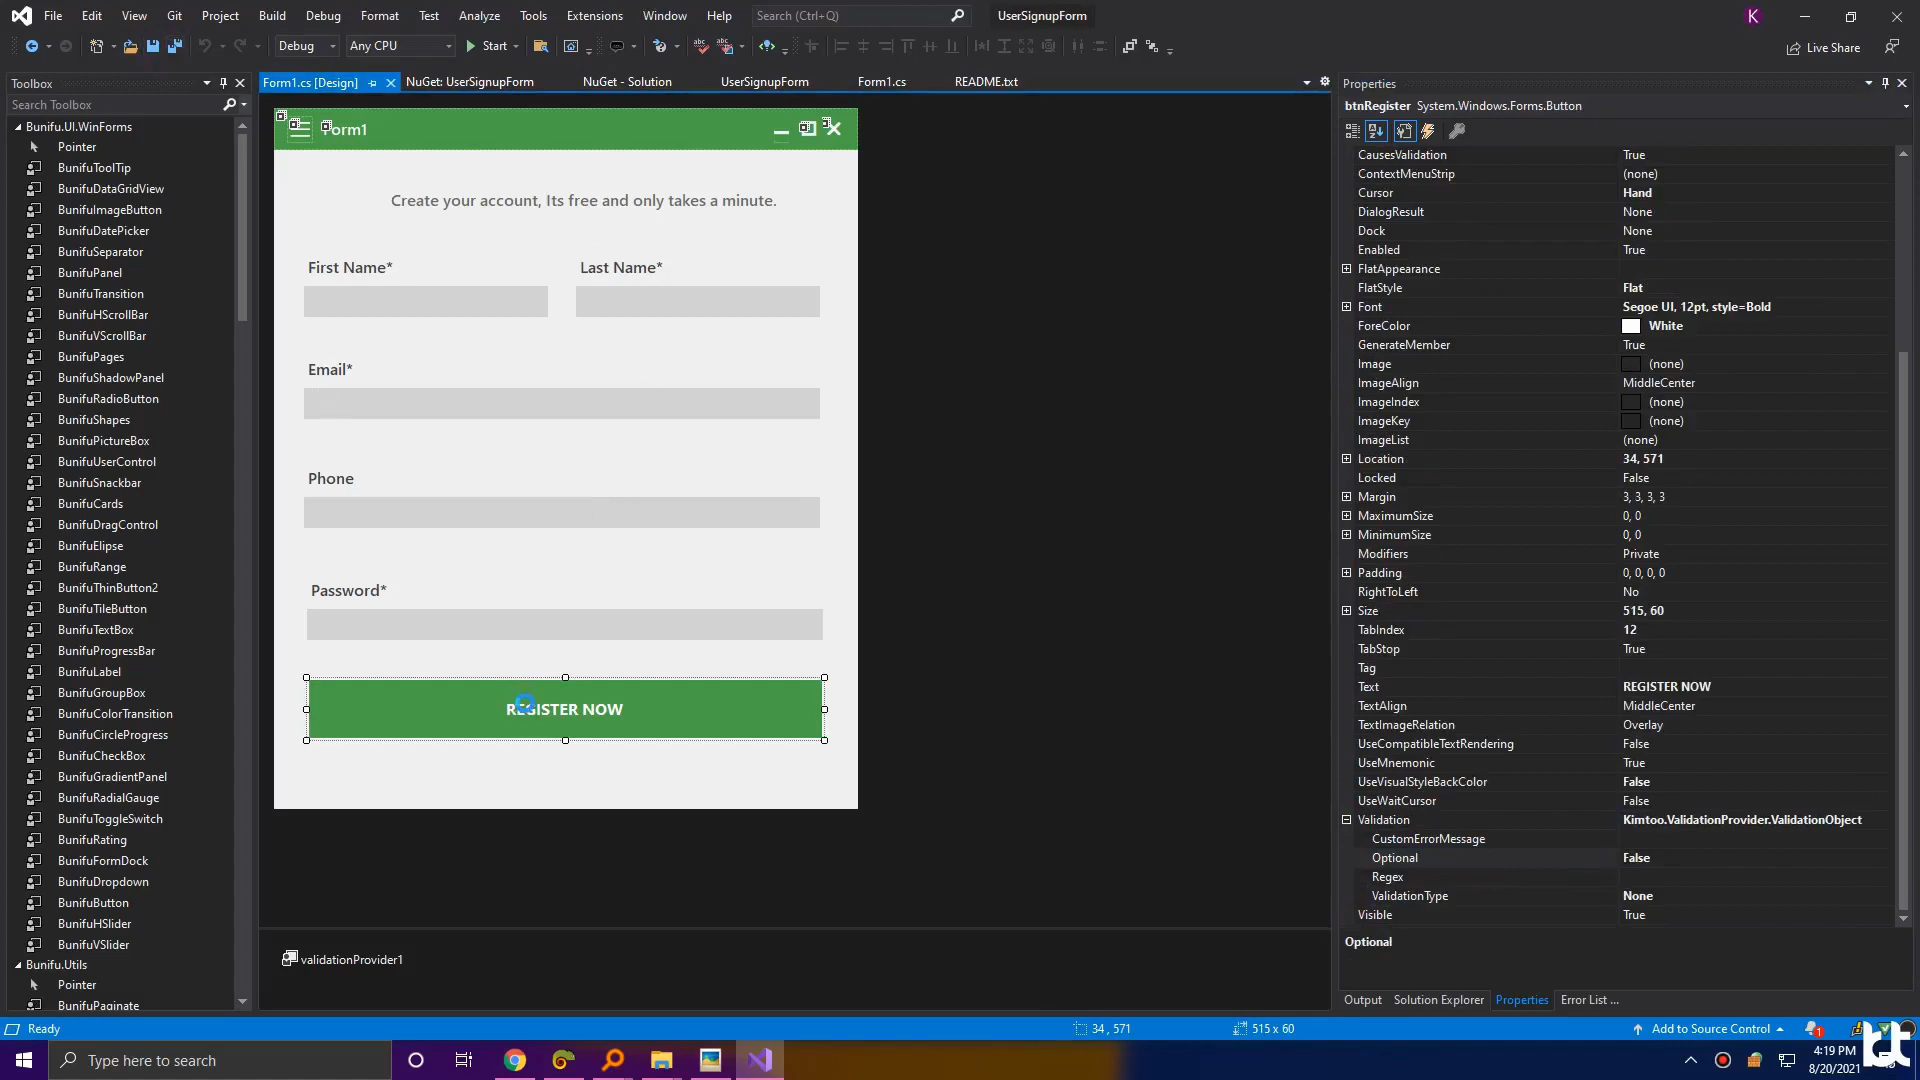 File Edit View Git Project Build Debug Format Test Analyze Tools Extensions Window Help Search (Ctrl+Q) UserSignupForm K
Debug Any CPU Start Live Share
Toolbox
Search Toolbox
Bunifu.UI.WinForms
Pointer
BunifuToolTip
BunifuDataGridView
BunifuImageButton
BunifuDatePicker
BunifuSeparator
BunifuPanel
BunifuTransition
BunifuHScrollBar
BunifuVScrollBar
BunifuPages
BunifuShadowPanel
BunifuRadioButton
BunifuShapes
BunifuPictureBox
BunifuUserControl
BunifuSnackbar
BunifuCards
BunifuDragControl
BunifuElipse
BunifuRange
BunifuThinButton2
BunifuTileButton
BunifuTextBox
BunifuProgressBar
BunifuLabel
BunifuGroupBox
BunifuColorTransition
BunifuCircleProgress
BunifuCheckBox
BunifuGradientPanel
BunifuRadialGauge
BunifuToggleSwitch
BunifuRating
BunifuFormDock
BunifuDropdown
BunifuButton
BunifuHSlider
BunifuVSlider
Bunifu.Utils
Pointer
BunifuPaginate
Form1.cs [Design] NuGet: UserSignupForm NuGet - Solution UserSignupForm Form1.cs README.txt
Form1
Create your account, Its free and only takes a minute.
First Name* Last Name*
Email*
Phone
Password*
REGISTER NOW
validationProvider1
Properties
btnRegister System.Windows.Forms.Button
CausesValidation True
ContextMenuStrip (none)
Cursor Hand
DialogResult None
Dock None
Enabled True
FlatAppearance
FlatStyle Flat
Font Segoe UI, 12pt, style=Bold
ForeColor White
GenerateMember True
Image (none)
ImageAlign MiddleCenter
ImageIndex (none)
ImageKey (none)
ImageList (none)
Location 34, 571
Locked False
Margin 3, 3, 3, 3
MaximumSize 0, 0
MinimumSize 0, 0
Modifiers Private
Padding 0, 0, 0, 0
RightToLeft No
Size 515, 60
TabIndex 12
TabStop True
Tag
Text REGISTER NOW
TextAlign MiddleCenter
TextImageRelation Overlay
UseCompatibleTextRendering False
UseMnemonic True
UseVisualStyleBackColor False
UseWaitCursor False
Validation Kimtoo.ValidationProvider.ValidationObject
CustomErrorMessage
Optional False
Regex
ValidationType None
Visible True
Optional
Output Solution Explorer Properties Error List ...
Ready 34 , 571 515 x 60 Add to Source Control 1
Type here to search 4:19 PM
8/20/2021